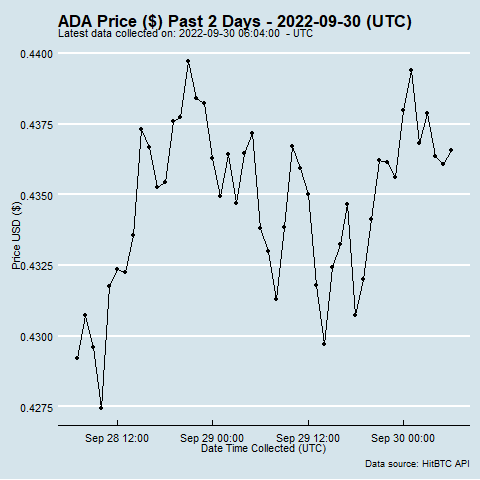 ADA Price ($) Past 2 Days - 2022-09-30 (UTC)
Latest data collected on: 2022-09-30 06:04:00  - UTC
0.4400
0.4375
0.4350
0.4325
0.4300
0.4275
Price USD ($)
Sep 28 12:00 Sep 29 00:00 Sep 29 12:00 Sep 30 00:00
Date Time Collected (UTC)
Data source: HitBTC API